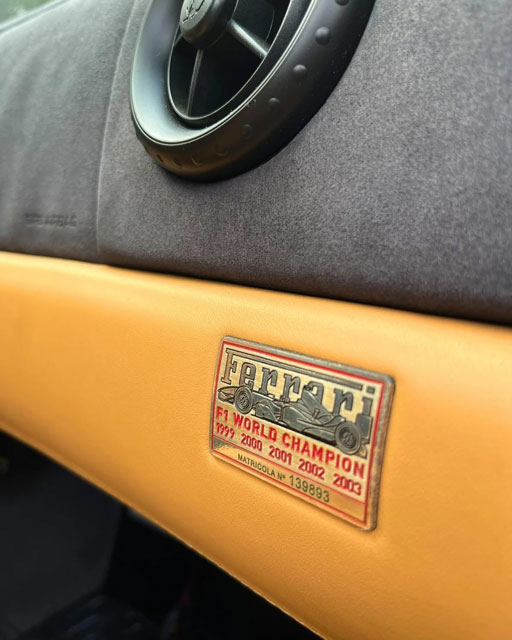 Ferrari
F1 WORLD CHAMPION
1999 2000 2001 2002 2003
MATRICOLA N° 139893